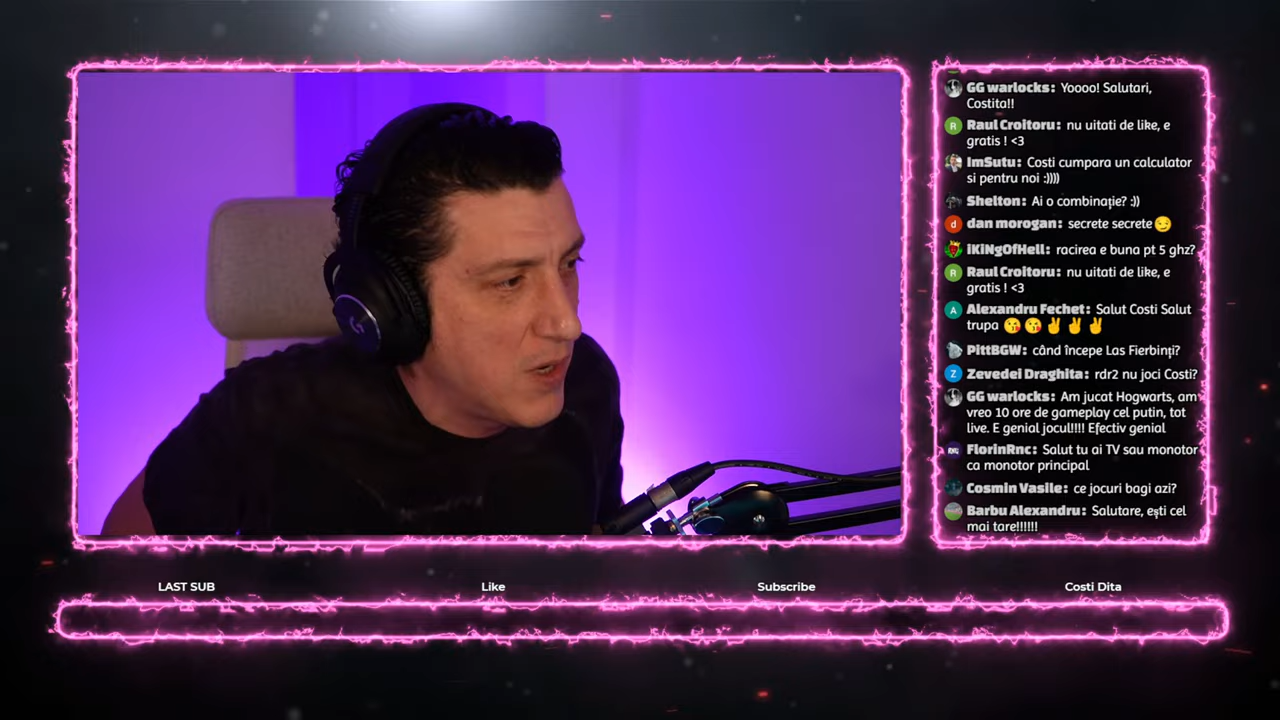 GG warlocks: Yoooo! Salutari,
Costita!!
Raul Croitoru: nu uitati de like, e
gratis ! <3
ImSutu: Costi cumpara un calculator
si pentru noi :))))
Shelton: Ai o combinație? :))
dan morogan: secrete secrete 😏
iKiNgOfHell: racirea e buna pt 5 ghz?
Raul Croitoru: nu uitati de like, e
gratis ! <3
Alexandru Fechet: Salut Costi Salut
trupa 😘 😘 ✌ ✌ ✌
PittBGW: când începe Las Fierbinți?
Zevedei Draghita: rdr2 nu joci Costi?
GG warlocks: Am jucat Hogwarts, am
vreo 10 ore de gameplay cel putin, tot
live. E genial jocul!!!! Efectiv genial
FlorinRnc: Salut tu ai TV sau monotor
ca monotor principal
Cosmin Vasile: ce jocuri bagi azi?
Barbu Alexandru: Salutare, ești cel
mai tare!!!!!!
LAST SUB
Like
Subscribe
Costi Dita